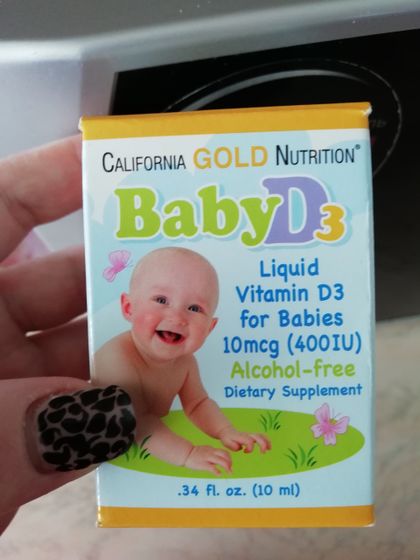 CALIFORNIA GOLD NUTRITION®
BabyD3
Liquid
Vitamin D3
for Babies
10mcg (400IU)
Alcohol-free
Dietary Supplement
.34 fl. oz. (10 ml)